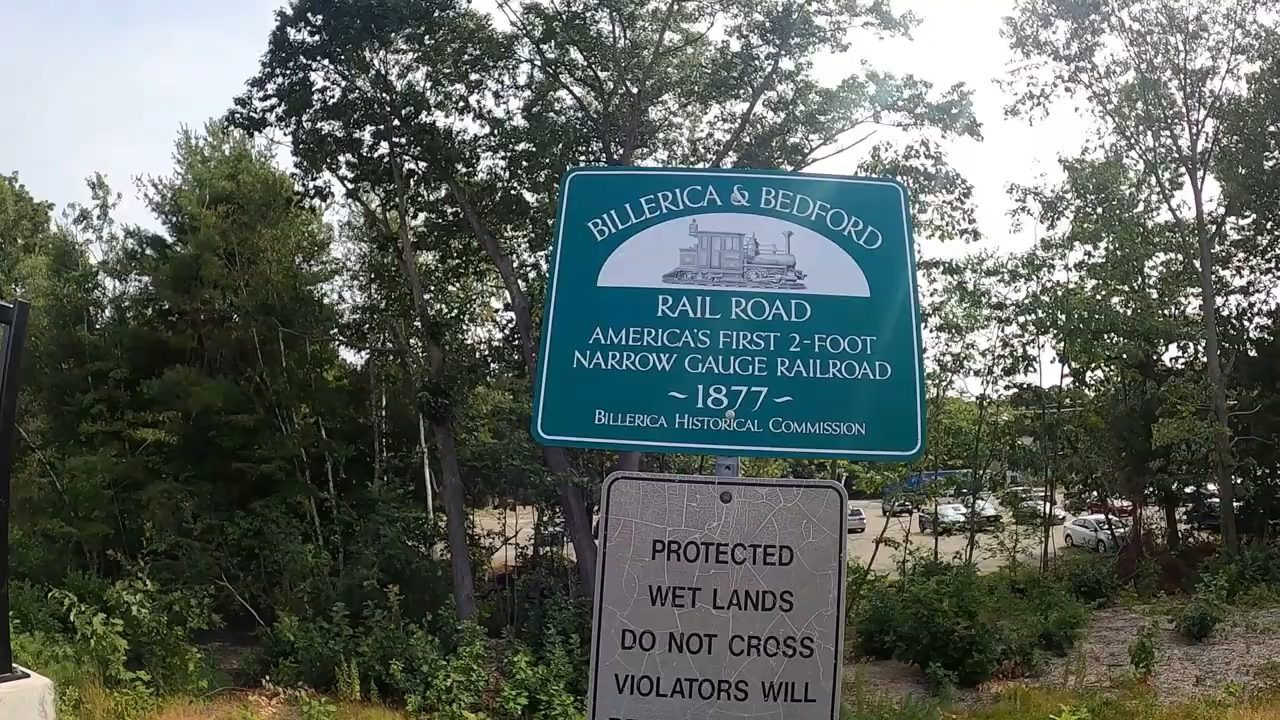 BILLERICA & BEDFORD
RAIL ROAD
AMERICA'S FIRST 2-FOOT
NARROW GAUGE RAILROAD
~1877~
BILLERICA HISTORICAL COMMISSION
PROTECTED
WET LANDS
DO NOT CROSS
VIOLATORS WILL